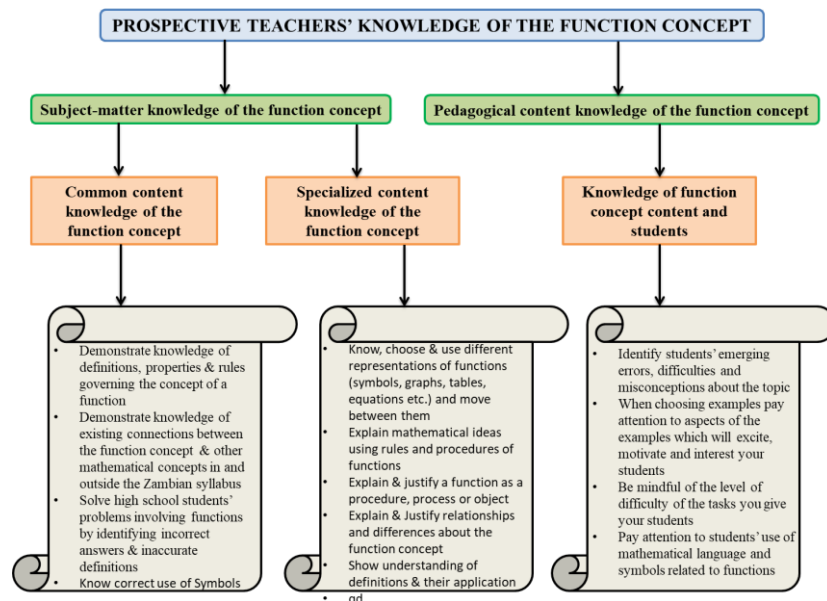 PROSPECTIVE TEACHERS' KNOWLEDGE OF THE FUNCTION CONCEPT
Subject-matter knowledge of the function concept
Pedagogical content knowledge of the function concept
Common content
knowledge of the
function concept
Specialized content
knowledge of the
function concept
Knowledge of function
concept content and
students
• Demonstrate knowledge of
definitions, properties & rules
governing the concept of a
function
• Demonstrate knowledge of
existing connections between
the function concept & other
mathematical concepts in and
outside the Zambian syllabus
• Solve high school students'
problems involving functions
by identifying incorrect
answers & inaccurate
definitions
• Know correct use of Symbols
• Know, choose & use different
representations of functions
(symbols, graphs, tables,
equations etc.) and move
between them
• Explain mathematical ideas
using rules and procedures of
functions
• Explain & justify a function as a
procedure, process or object
• Explain & Justify relationships
and differences about the
function concept
• Show understanding of
definitions & their application
•
• Identify students' emerging
errors, difficulties and
misconceptions about the topic
• When choosing examples pay
attention to aspects of the
examples which will excite,
motivate and interest your
students
• Be mindful of the level of
difficulty of the tasks you give
your students
• Pay attention to students' use of
mathematical language and
symbols related to functions